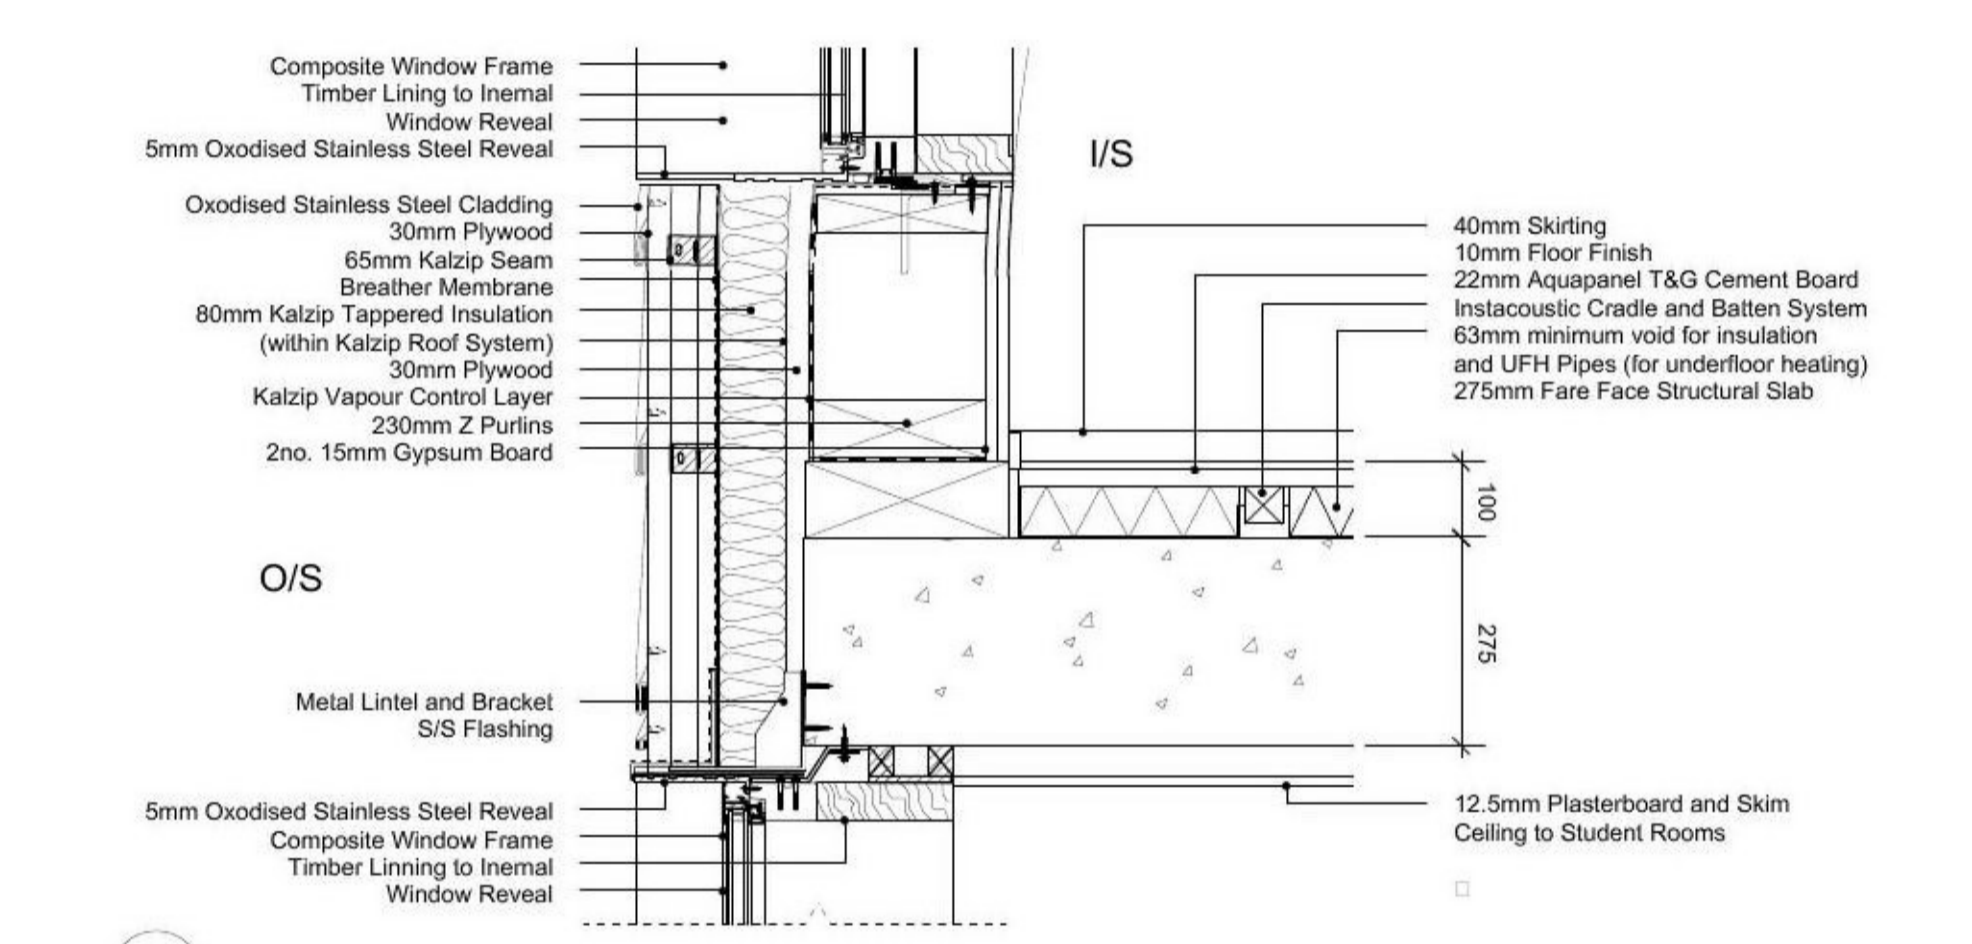 Composite Window Frame
Timber Lining to Inernal
Window Reveal
5mm Oxodised Stainless Steel Reveal
Oxodised Stainless Steel Cladding
30mm Plywood
65mm Kalzip Seam
Breather Membrane
80mm Kalzip Tappered Insulation
(within Kalzip Roof System)
30mm Plywood
Kalzip Vapour Control Layer
230mm Z Purlins
2no. 15mm Gypsum Board
O/S
Metal Lintel and Bracket
S/S Flashing
5mm Oxodised Stainless Steel Reveal
Composite Window Frame
Timber Linning to Inernal
Window Reveal
I/S
40mm Skirting
10mm Floor Finish
22mm Aquapanel T&G Cement Board
Instacoustic Cradle and Batten System
63mm minimum void for insulation
and UFH Pipes (for underfloor heating)
275mm Fare Face Structural Slab
100
275
12.5mm Plasterboard and Skim
Ceiling to Student Rooms